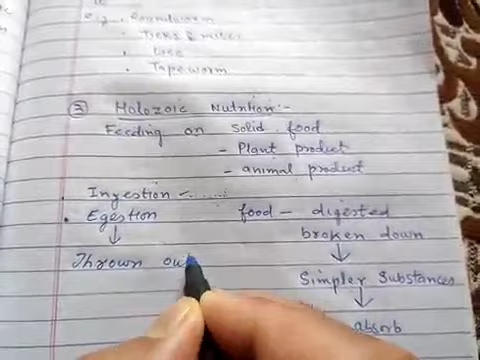 e.g. Roundworm
• Ticks & mites
• Lice
• Tapeworm
③ Holozoic Nutrition :-
Feeding on solid food
- Plant product
- animal product
• Ingestion
• Egestion food - digested
↓ broken down
Thrown ou ↓
Simpler substances
↓
absorb